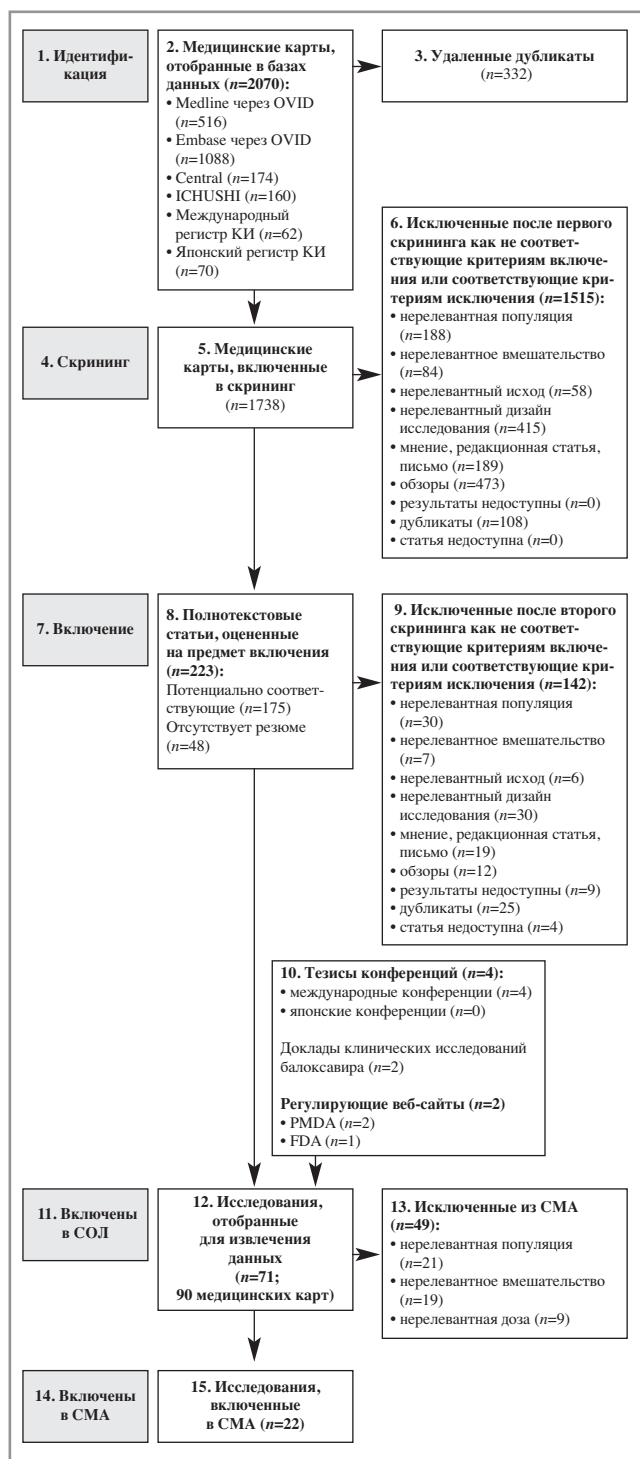 1. Идентифи-
кация
2. Медицинские карты,
отобранные в базах
данных (n=2070):
• Medline через OVID
(n=516)
• Embase через OVID
(n=1088)
• Central (n=174)
• ICHUSHI (n=160)
• Международный
регистр КИ (n=62)
• Японский регистр КИ
(n=70)
3. Удаленные дубликаты
(n=332)
4. Скрининг
5. Медицинские
карты, включенные
в скрининг
(n=1738)
6. Исключенные после первого
скрининга как не соответ-
ствующие критериям включе-
ния или соответствующие кри-
териям исключения (n=1515):
• нерелевантная популяция
(n=188)
• нерелевантное вмешательство
(n=84)
• нерелевантный исход (n=58)
• нерелевантный дизайн
исследования (n=415)
• мнение, редакционная статья,
письмо (n=189)
• обзоры (n=473)
• результаты недоступны (n=0)
• дубликаты (n=108)
• статья недоступна (n=0)
7. Включение
8. Полнотекстовые
статьи, оцененные
на предмет включения
(n=223):
Потенциально соответ-
ствующие (n=175)
Отсутствует резюме
(n=48)
9. Исключенные после второго
скрининга как не соответ-
ствующие критериям включе-
ния или соответствующие кри-
териям исключения (n=142):
• нерелевантная популяция
(n=30)
• нерелевантное вмешательство
(n=7)
• нерелевантный исход (n=6)
• нерелевантный дизайн
исследования (n=30)
• мнение, редакционная статья,
письмо (n=19)
• обзоры (n=12)
• результаты недоступны (n=9)
• дубликаты (n=25)
• статья недоступна (n=4)
10. Тезисы конференций (n=4):
• международные конференции (n=4)
• японские конференции (n=0)
Доклады клинических исследований
балоксавира (n=2)
Регулирующие веб-сайты (n=2)
• PMDA (n=2)
• FDA (n=1)
11. Включены
в СОЛ
12. Исследования,
отобранные
для извлечения
данных
(n=71;
90 медицинских карт)
13. Исключенные из СМА
(n=49):
• нерелевантная популяция
(n=21)
• нерелевантное вмешательство
(n=19)
• нерелевантная доза (n=9)
14. Включены
в СМА
15. Исследования,
включенные
в СМА (n=22)